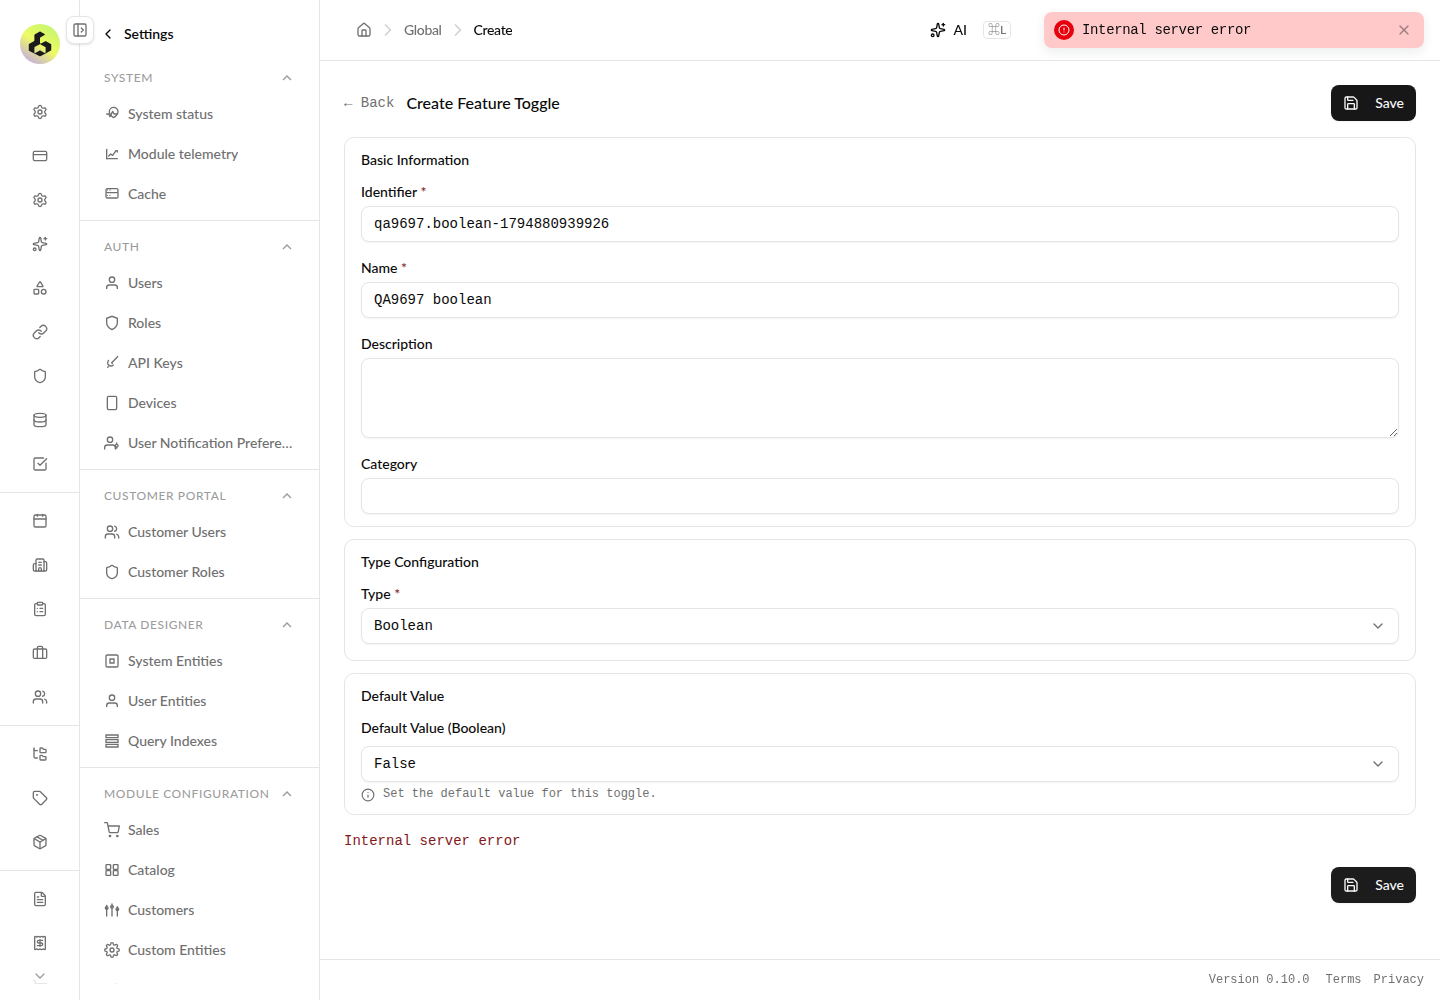 Settings
SYSTEM
System status
Module telemetry
Cache
AUTH
Users
Roles
API Keys
Devices
User Notification Prefere...
CUSTOMER PORTAL
Customer Users
Customer Roles
DATA DESIGNER
System Entities
User Entities
Query Indexes
MODULE CONFIGURATION
Sales
Catalog
Customers
Custom Entities
Global
Create
AI
⌘L
Internal server error
← Back
Create Feature Toggle
Save
Basic Information
Identifier *
qa9697.boolean-1794880939926
Name *
QA9697 boolean
Description
Category
Type Configuration
Type *
Boolean
Default Value
Default Value (Boolean)
False
Set the default value for this toggle.
Internal server error
Save
Version 0.10.0 Terms Privacy